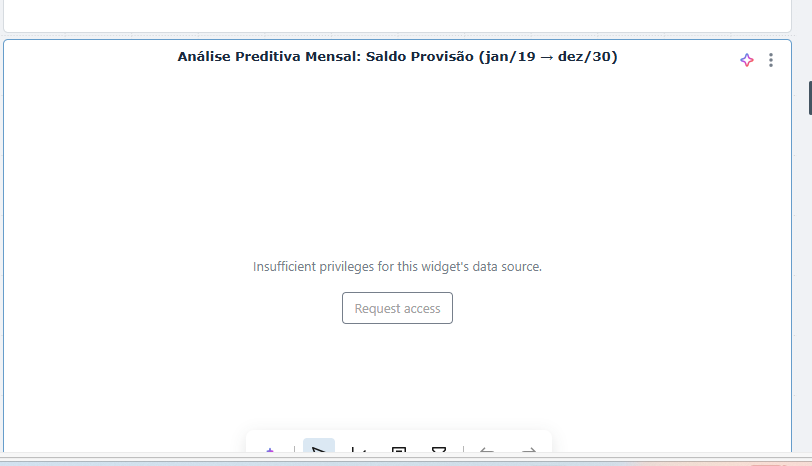 Análise Preditiva Mensal: Saldo Provisão (jan/19 → dez/30)
Insufficient privileges for this widget's data source.
Request access